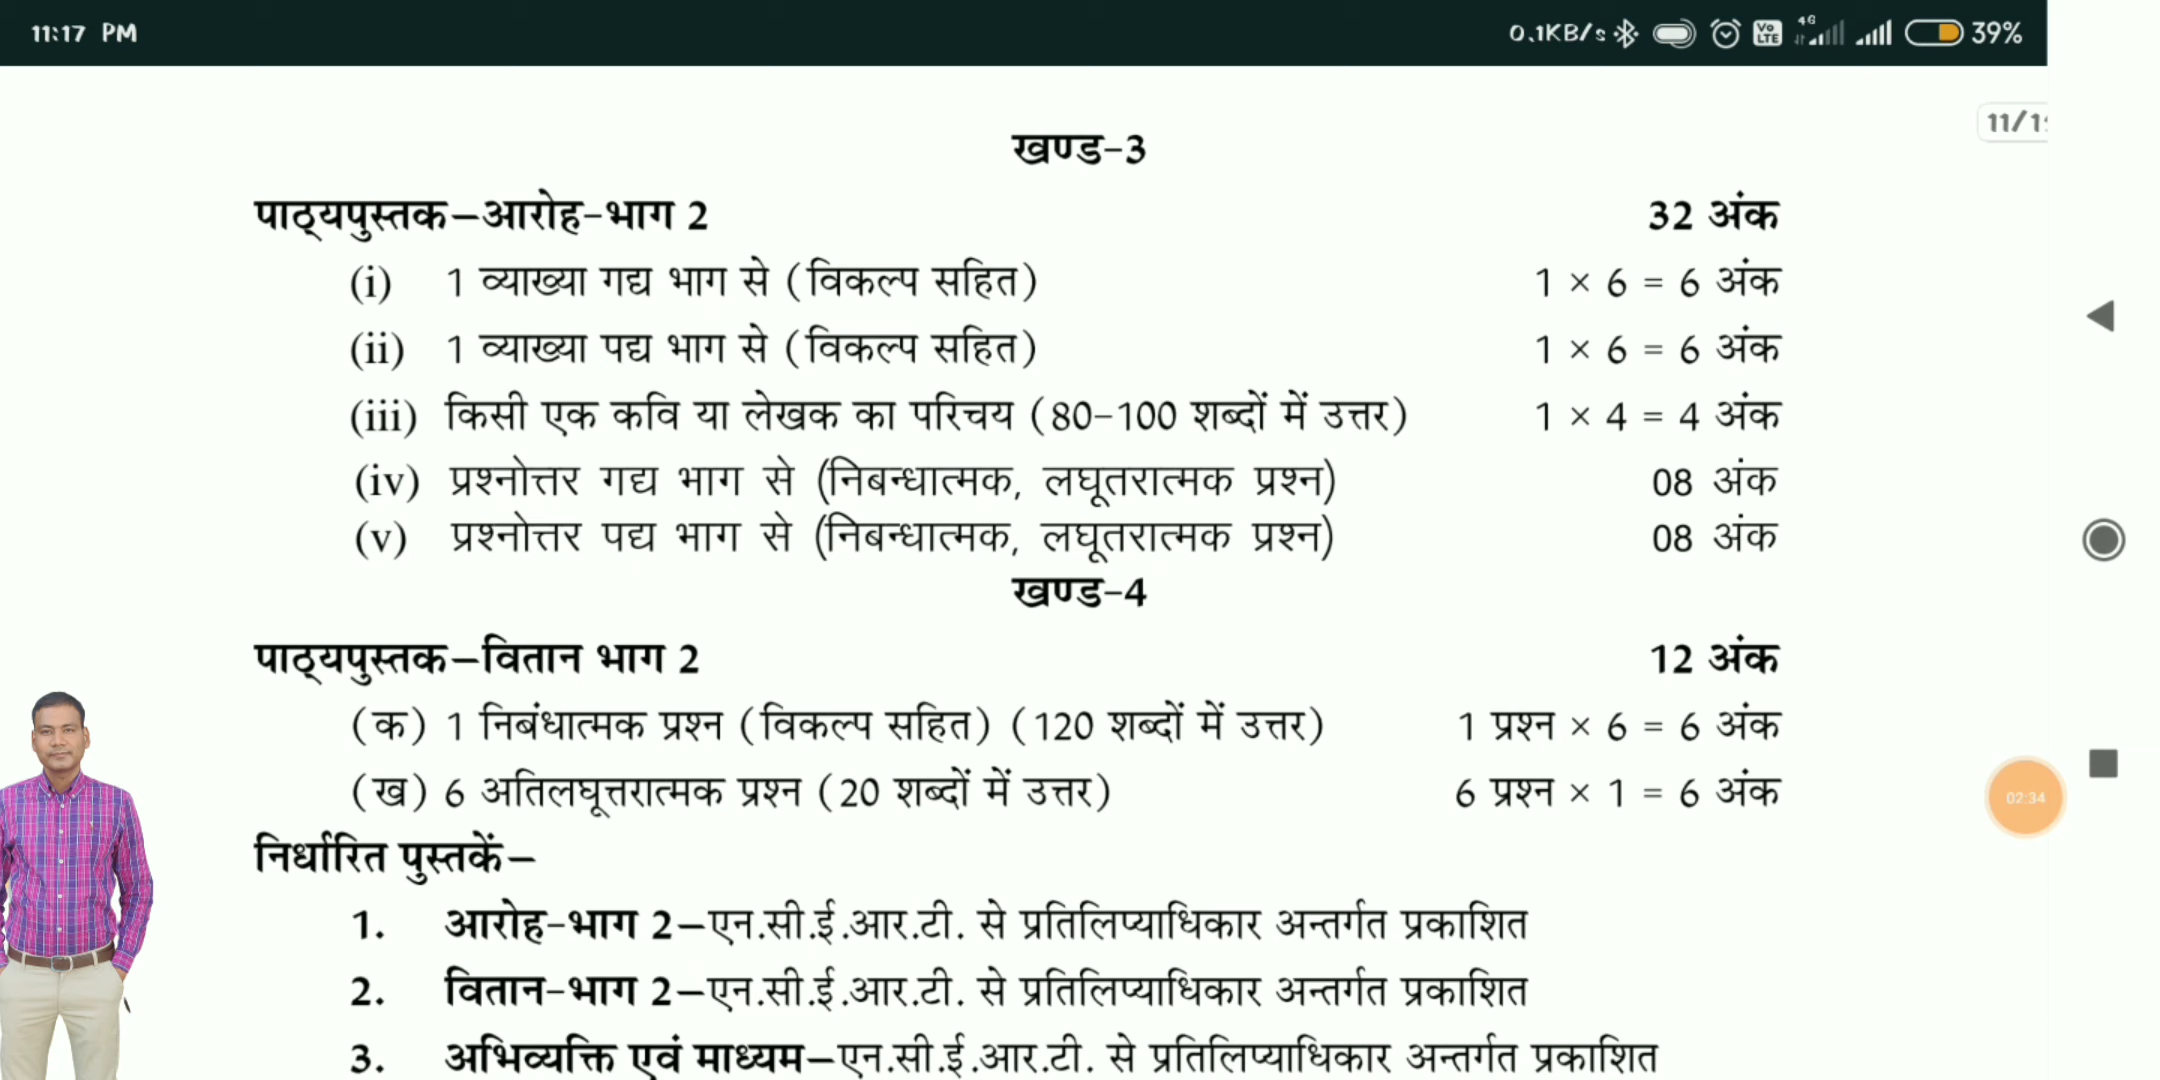 11:17 PM 0.1KB/s Vo LTE 4G 39%
11/1
खण्ड-3
पाठ्यपुस्तक–आरोह-भाग 2 32 अंक
(i) 1 व्याख्या गद्य भाग से (विकल्प सहित) 1 × 6 = 6 अंक
(ii) 1 व्याख्या पद्य भाग से (विकल्प सहित) 1 × 6 = 6 अंक
(iii) किसी एक कवि या लेखक का परिचय (80-100 शब्दों में उत्तर) 1 × 4 = 4 अंक
(iv) प्रश्नोत्तर गद्य भाग से (निबन्धात्मक, लघूतरात्मक प्रश्न) 08 अंक
(v) प्रश्नोत्तर पद्य भाग से (निबन्धात्मक, लघूतरात्मक प्रश्न) 08 अंक
खण्ड-4
पाठ्यपुस्तक–वितान भाग 2 12 अंक
(क) 1 निबंधात्मक प्रश्न (विकल्प सहित) (120 शब्दों में उत्तर) 1 प्रश्न × 6 = 6 अंक
(ख) 6 अतिलघूत्तरात्मक प्रश्न (20 शब्दों में उत्तर) 6 प्रश्न × 1 = 6 अंक
02:34
निर्धारित पुस्तकें–
1. आरोह-भाग 2–एन.सी.ई.आर.टी. से प्रतिलिप्याधिकार अन्तर्गत प्रकाशित
2. वितान-भाग 2–एन.सी.ई.आर.टी. से प्रतिलिप्याधिकार अन्तर्गत प्रकाशित
3. अभिव्यक्ति एवं माध्यम–एन.सी.ई.आर.टी. से प्रतिलिप्याधिकार अन्तर्गत प्रकाशित